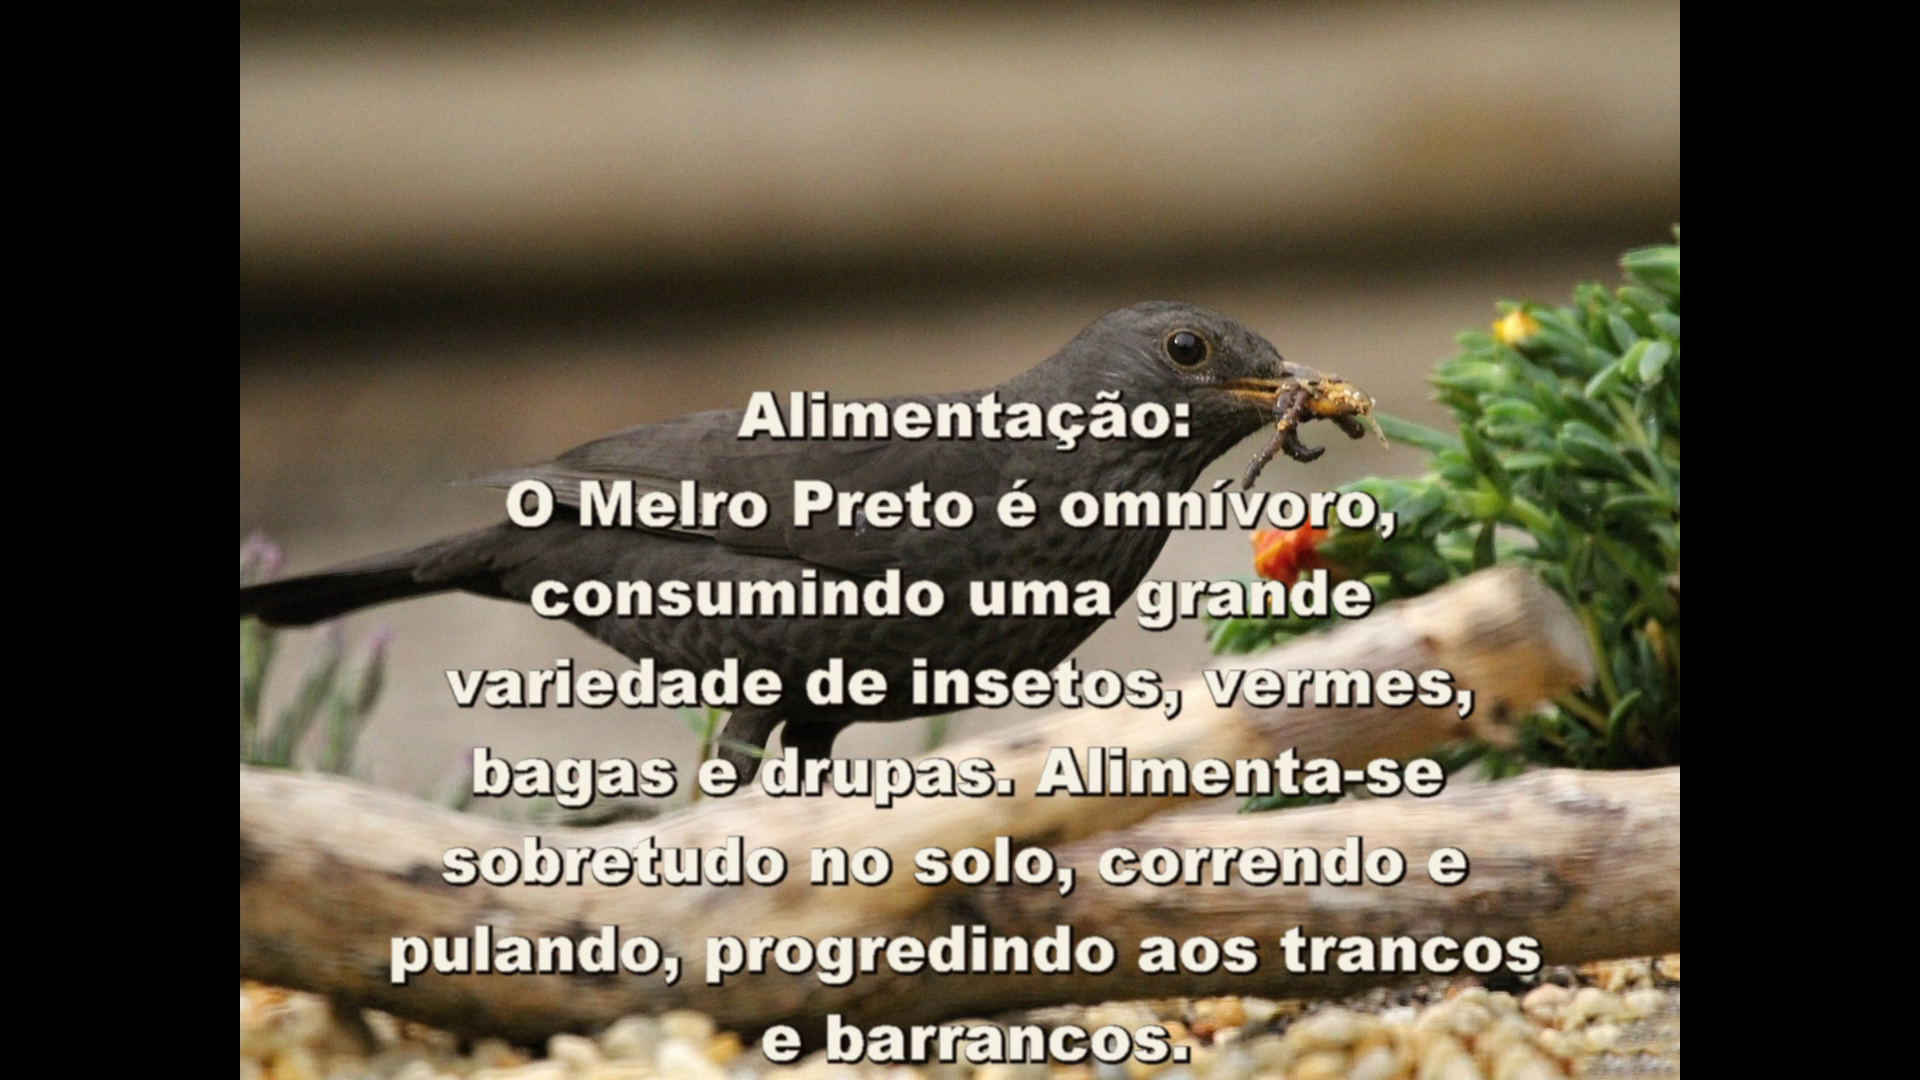 Alimentação:
O Melro Preto é omnívoro,
consumindo uma grande
variedade de insetos, vermes,
bagas e drupas. Alimenta-se
sobretudo no solo, correndo e
pulando, progredindo aos trancos
e barrancos.